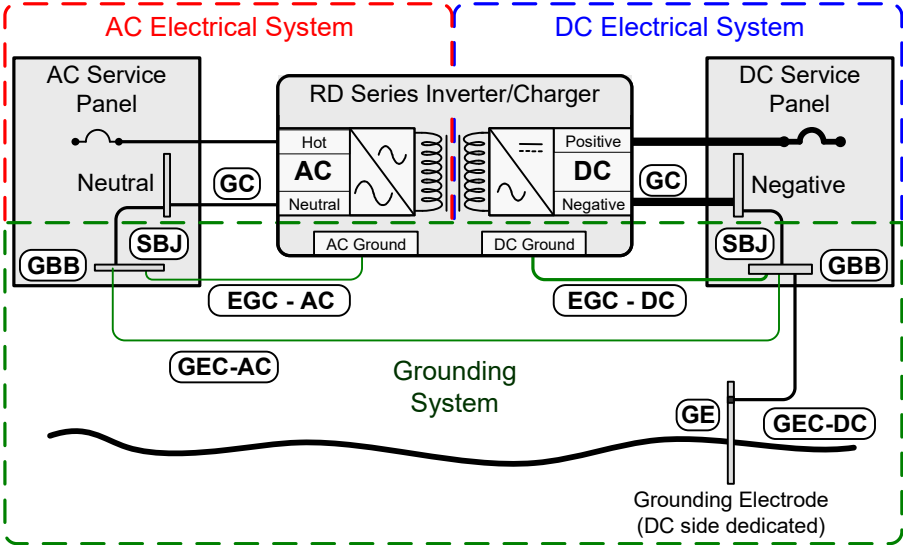 AC Electrical System
DC Electrical System
AC Service
Panel
RD Series Inverter/Charger
DC Service
Panel
Hot
AC
Neutral
Positive
DC
Negative
Neutral
GC
GC
Negative
SBJ
AC Ground
DC Ground
SBJ
GBB
GBB
EGC - AC
EGC - DC
GEC-AC
Grounding
System
GE
GEC-DC
Grounding Electrode
(DC side dedicated)